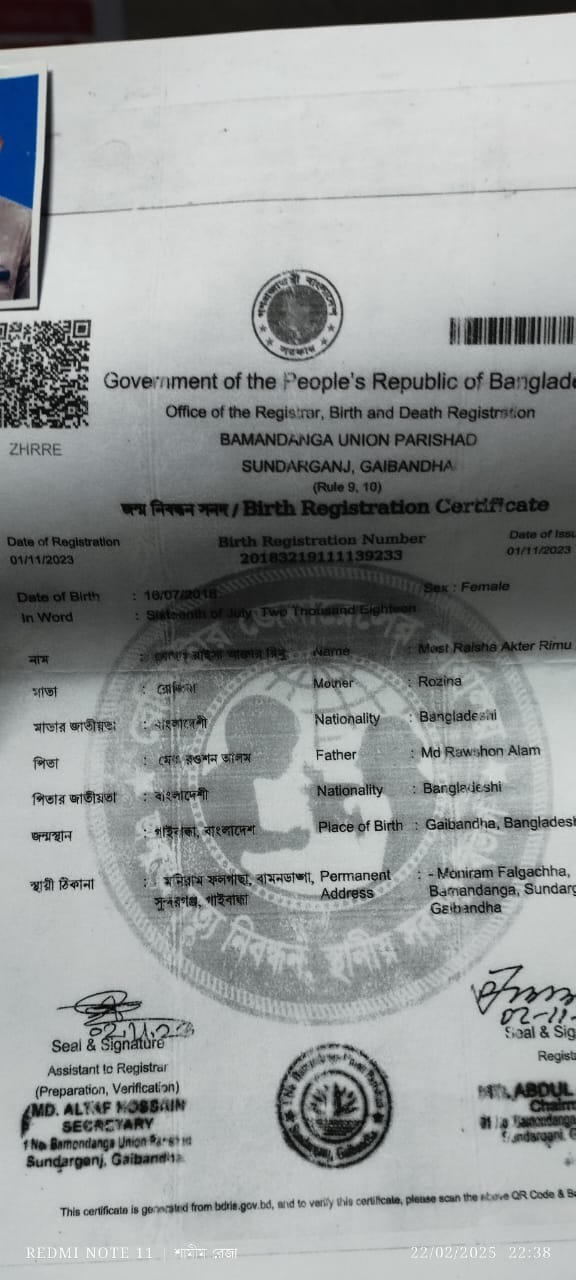 গণপ্রজাতন্ত্রী বাংলাদেশ
সরকার
ZHRRE
Government of the People's Republic of Banglade
Office of the Registrar, Birth and Death Registration
BAMANDANGA UNION PARISHAD
SUNDARGANJ, GAIBANDHA
(Rule 9, 10)
জন্ম নিবন্ধন সনদ / Birth Registration Certificate
Date of Registration Birth Registration Number Date of Issu
01/11/2023 20183219111139233 01/11/2023
Date of Birth : 16/07/2018 Sex : Female
In Word : Sixteenth of July Two Thousand Eighteen
নাম : Name : Most Raisha Akter Rimu
মাতা : রোজিনা Mother : Rozina
মাতার জাতীয়তা : বাংলাদেশী Nationality : Bangladeshi
পিতা : মোঃ রওশন আলম Father : Md Rawshon Alam
পিতার জাতীয়তা : বাংলাদেশী Nationality : Bangladeshi
জন্মস্থান : গাইবান্ধা, বাংলাদেশ Place of Birth : Gaibandha, Bangladesh
স্থায়ী ঠিকানা : মনিরাম ফলগাছা, বামনডাঙ্গা, Permanent : - Moniram Falgachha,
সুন্দরগঞ্জ, গাইবান্ধা Address Bamandanga, Sundarg
Gaibandha
02.11.23 02-11-
Seal & Signature Seal & Sig
Assistant to Registrar Regist
(Preparation, Verification)
MD. ALTAF HOSSAIN ABDUL
SECRETARY Chairm
1 No Bamondanga Union Parishad
Sundarganj, Gaibandha. Sundarganj, G
This certificate is generated from bdris.gov.bd, and to verify this certificate, please scan the above QR Code & Ba
REDMI NOTE 11 | শামীম রেজা 22/02/2025 22:38